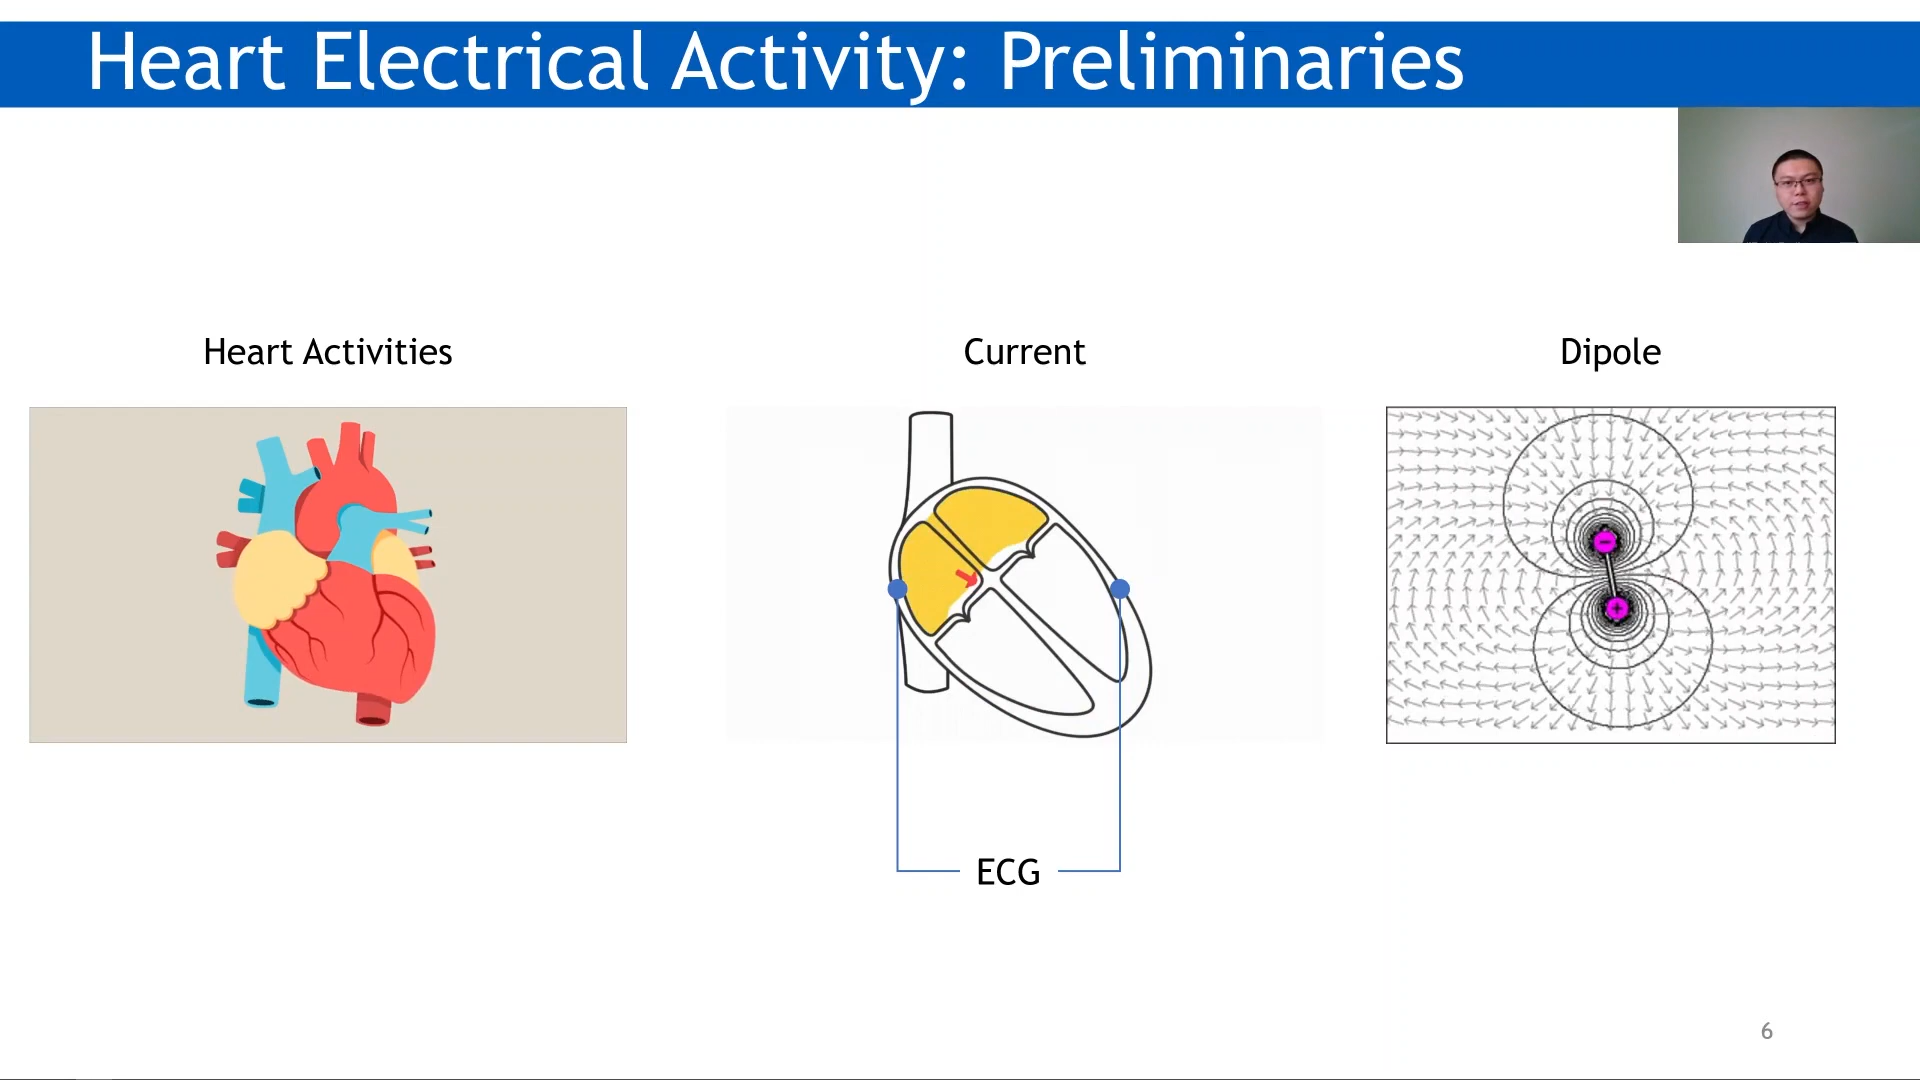 Heart Electrical Activity: Preliminaries
Heart Activities
Current
Dipole
-
+
ECG
6